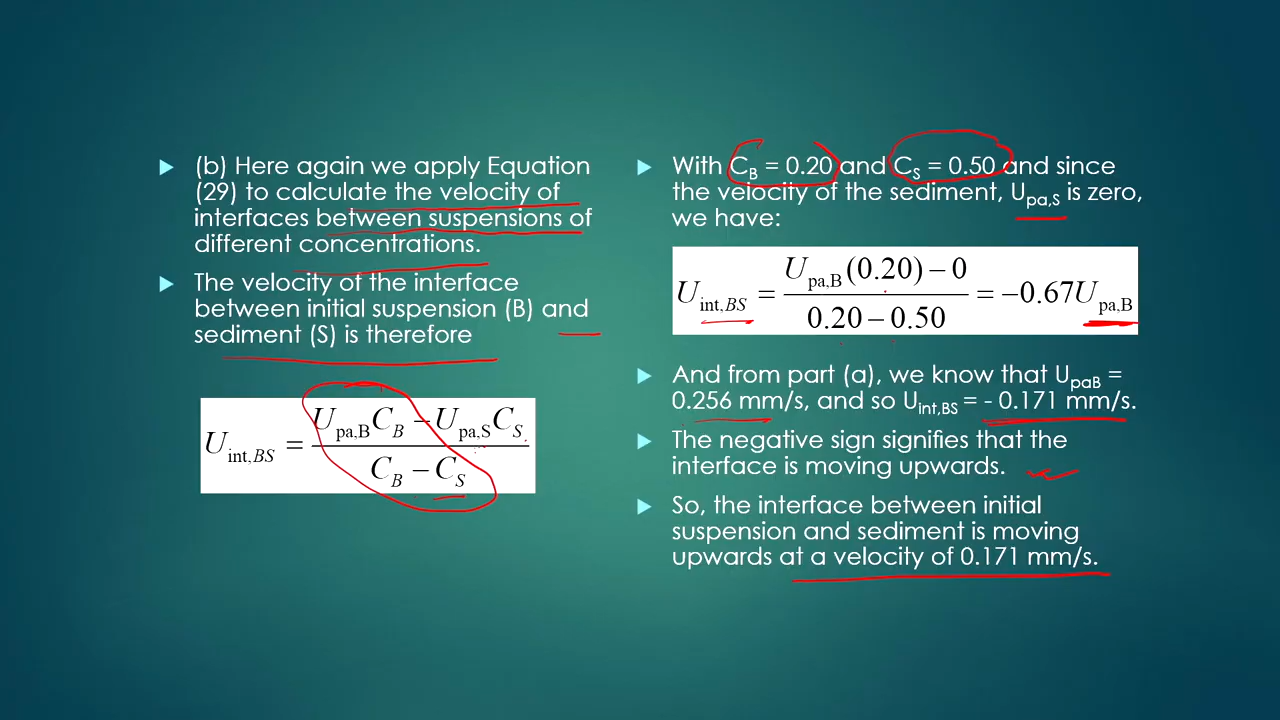 (b) Here again we apply Equation
(29) to calculate the velocity of
interfaces between suspensions of
different concentrations.
The velocity of the interface
between initial suspension (B) and
sediment (S) is therefore
U_int,BS = (U_pa,B C_B − U_pa,S C_S) / (C_B − C_S)
With C_B = 0.20 and C_S = 0.50 and since
the velocity of the sediment, U_pa,S is zero,
we have:
U_int,BS = (U_pa,B (0.20) − 0) / (0.20 − 0.50) = −0.67U_pa,B
And from part (a), we know that U_paB =
0.256 mm/s, and so U_int,BS = - 0.171 mm/s.
The negative sign signifies that the
interface is moving upwards.
So, the interface between initial
suspension and sediment is moving
upwards at a velocity of 0.171 mm/s.